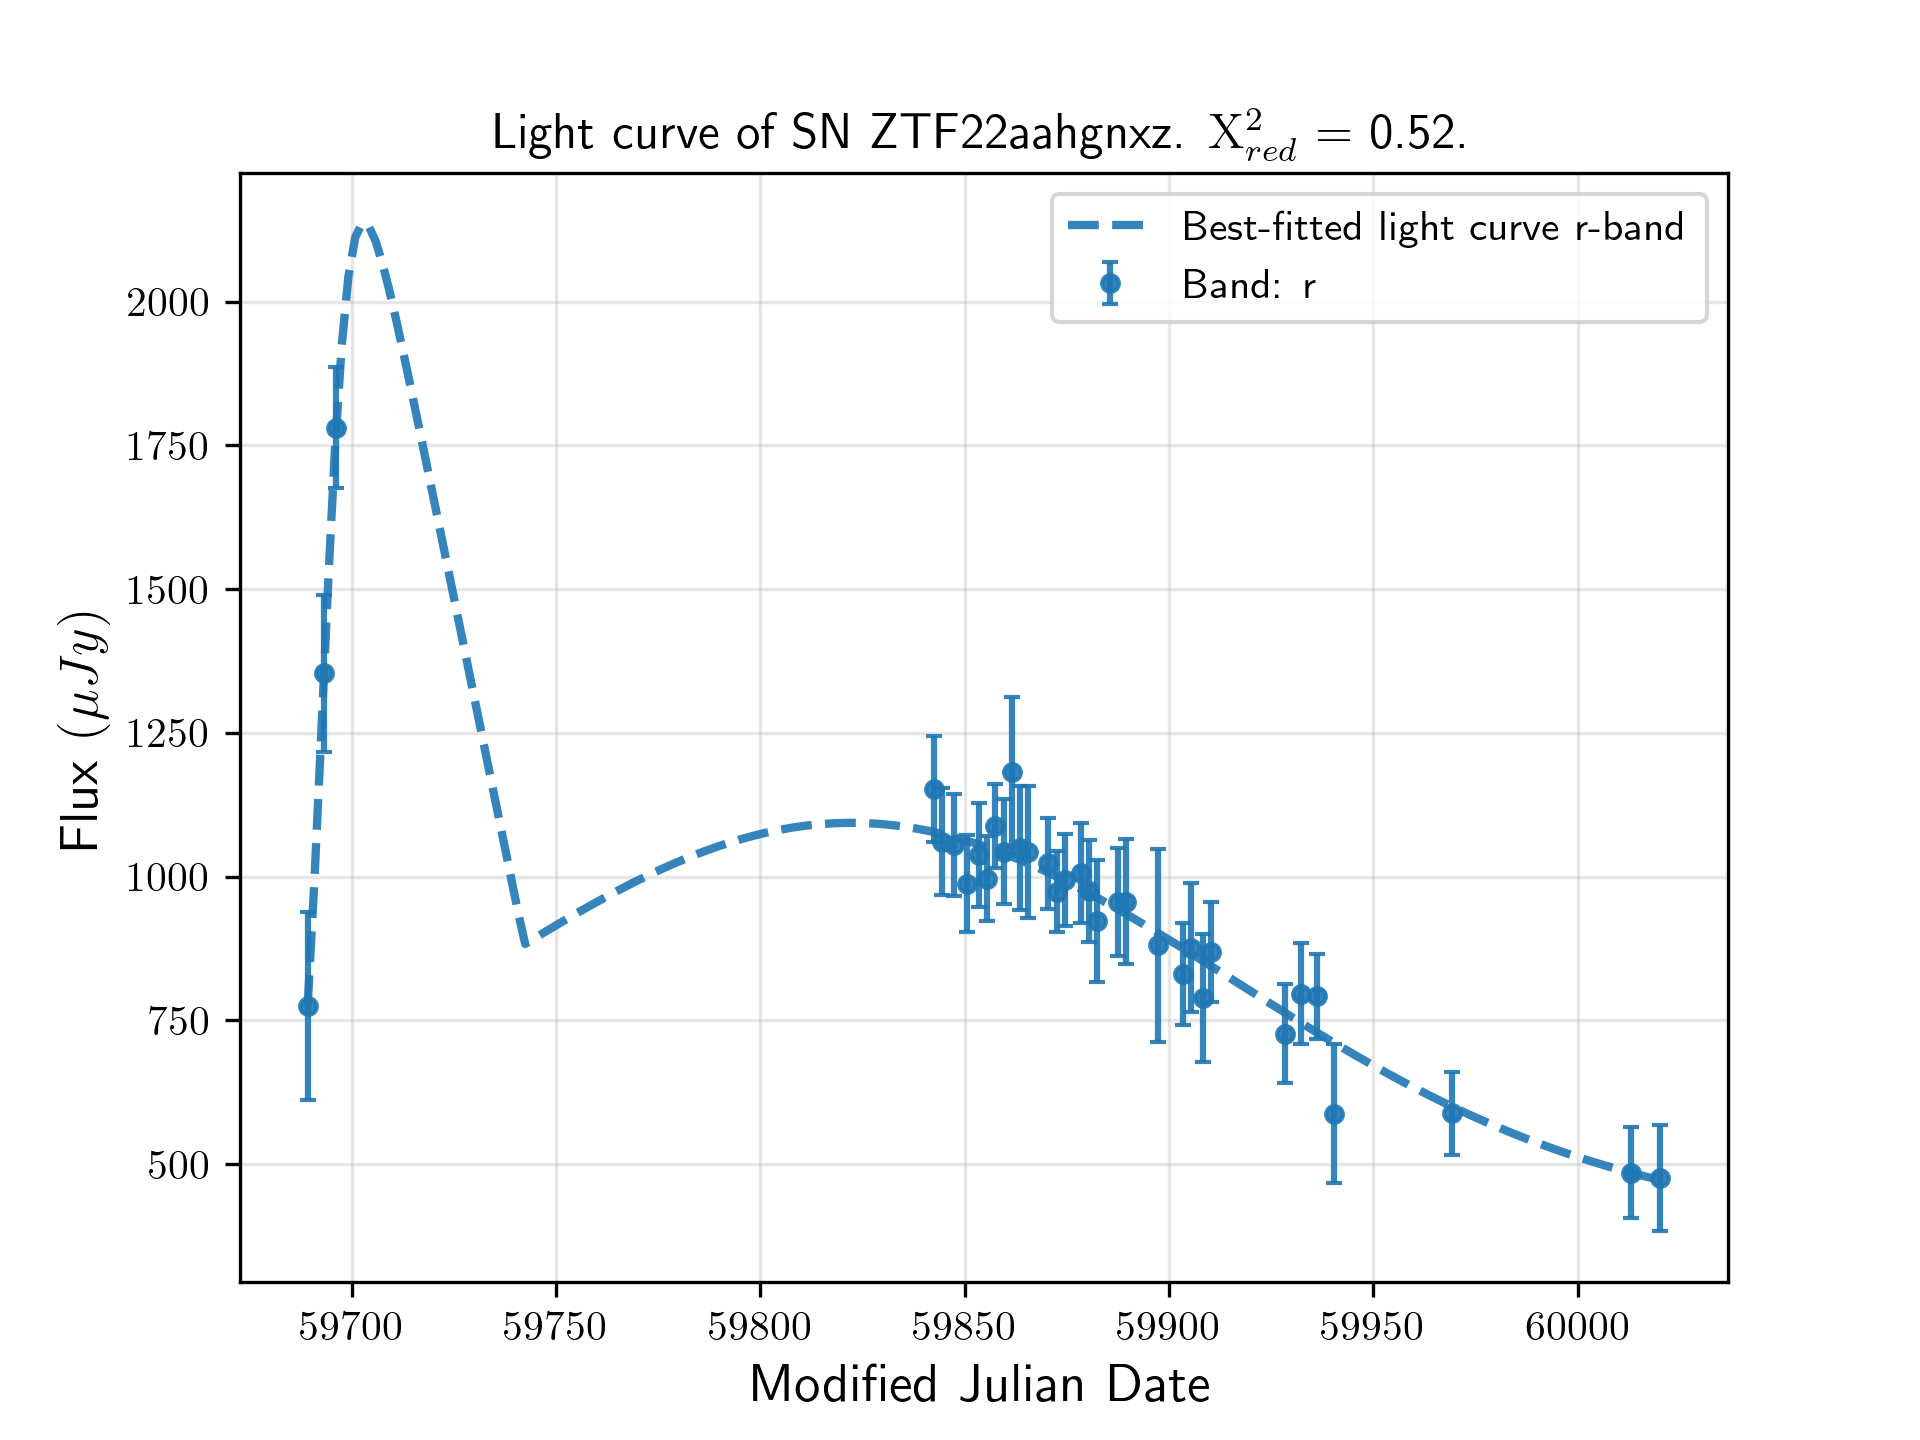 Light curve of SN ZTF22aahgnxz. X²_red = 0.52.
Best-fitted light curve r-band
Band: r
Flux (μJy)
2000
1750
1500
1250
1000
750
500
59700 59750 59800 59850 59900 59950 60000
Modified Julian Date